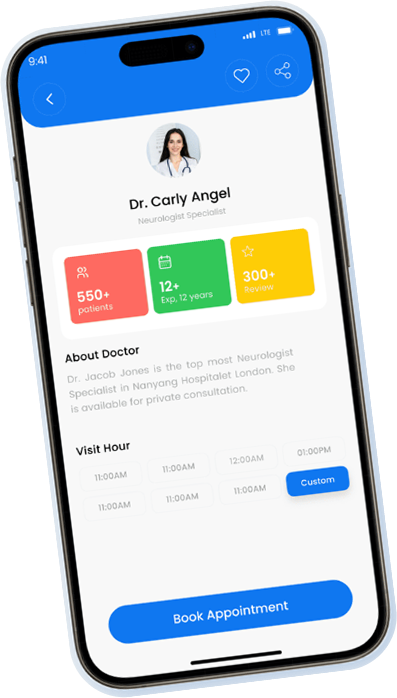 9:41
LTE
Dr. Carly Angel
Neurologist Specialist
550+
patients
12+
Exp, 12 years
300+
Review
About Doctor
Dr. Jacob Jones is the top most Neurologist
Specialist in Nanyang Hospitalet London. She
is available for private consultation.
Visit Hour
11:00AM
11:00AM
12:00AM
01:00PM
11:00AM
11:00AM
11:00AM
Custom
Book Appointment